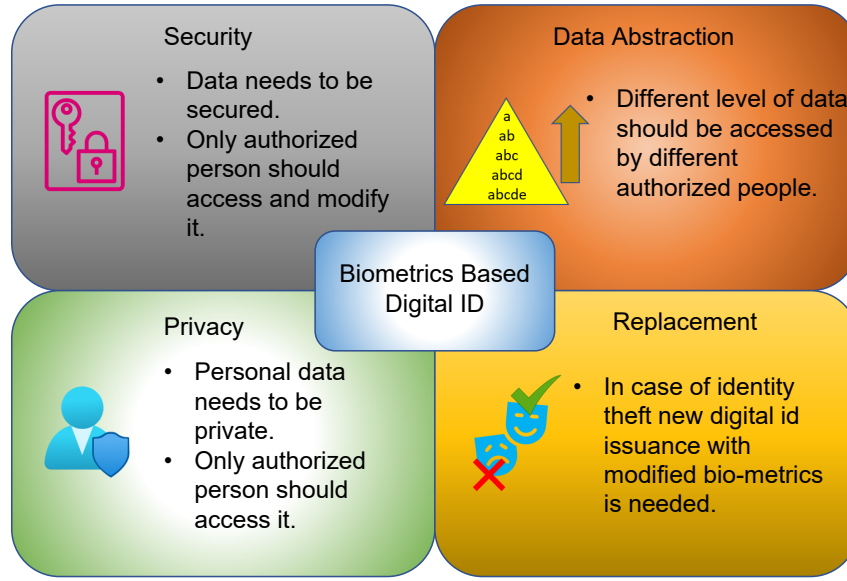 Security
• Data needs to be
secured.
• Only authorized
person should
access and modify
it.
Data Abstraction
a
ab
abc
abcd
abcde
• Different level of data
should be accessed
by different
authorized people.
Biometrics Based
Digital ID
Privacy
• Personal data
needs to be
private.
• Only authorized
person should
access it.
Replacement
• In case of identity
theft new digital id
issuance with
modified bio-metrics
is needed.